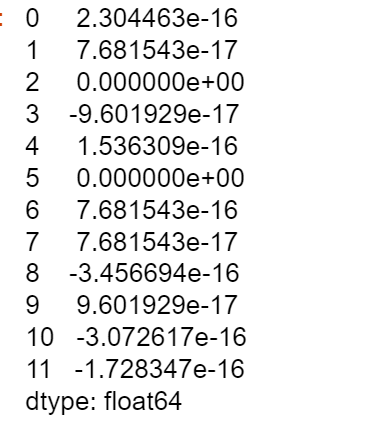 0 2.304463e-16
1 7.681543e-17
2 0.000000e+00
3 -9.601929e-17
4 1.536309e-16
5 0.000000e+00
6 7.681543e-16
7 7.681543e-17
8 -3.456694e-16
9 9.601929e-17
10 -3.072617e-16
11 -1.728347e-16
dtype: float64